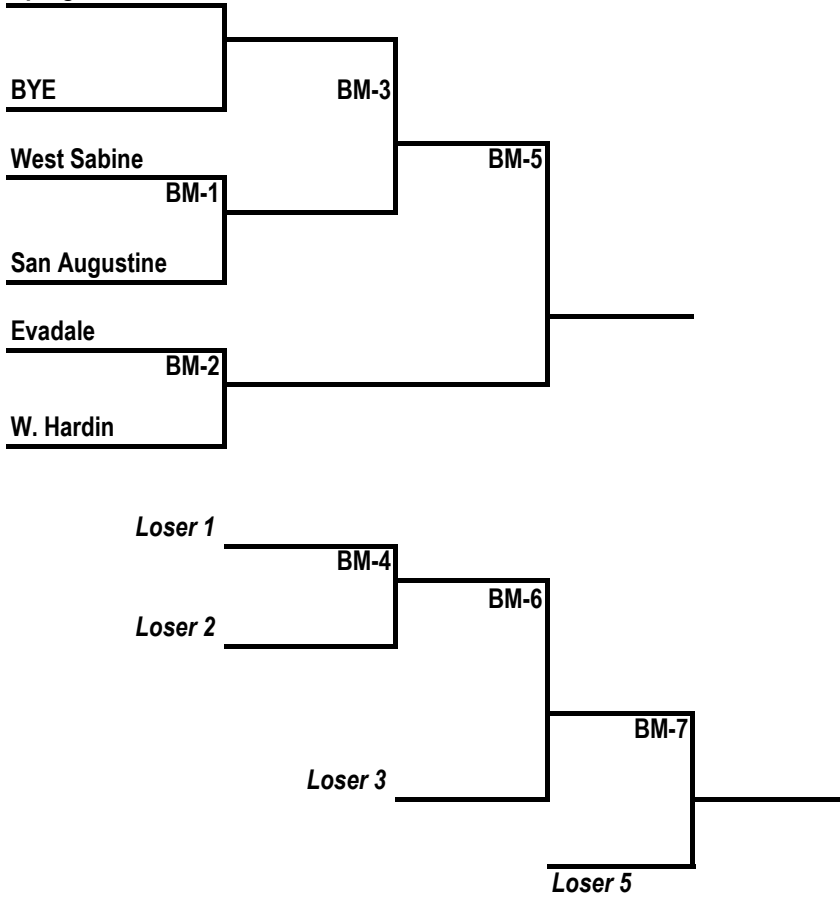 BYE
BM-3
West Sabine
BM-5
BM-1
San Augustine
Evadale
BM-2
W. Hardin
Loser 1
BM-4
BM-6
Loser 2
BM-7
Loser 3
Loser 5